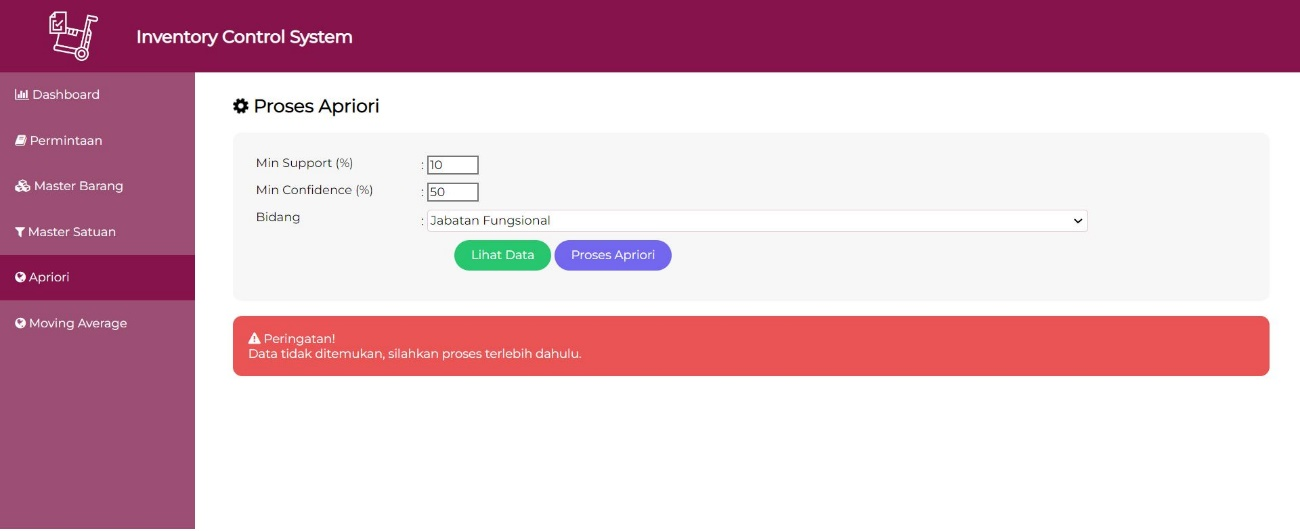 Inventory Control System
Dashboard
Permintaan
Master Barang
Master Satuan
Apriori
Moving Average
Proses Apriori
Min Support (%) : 10
Min Confidence (%) : 50
Bidang : Jabatan Fungsional
Lihat Data Proses Apriori
Peringatan!
Data tidak ditemukan, silahkan proses terlebih dahulu.